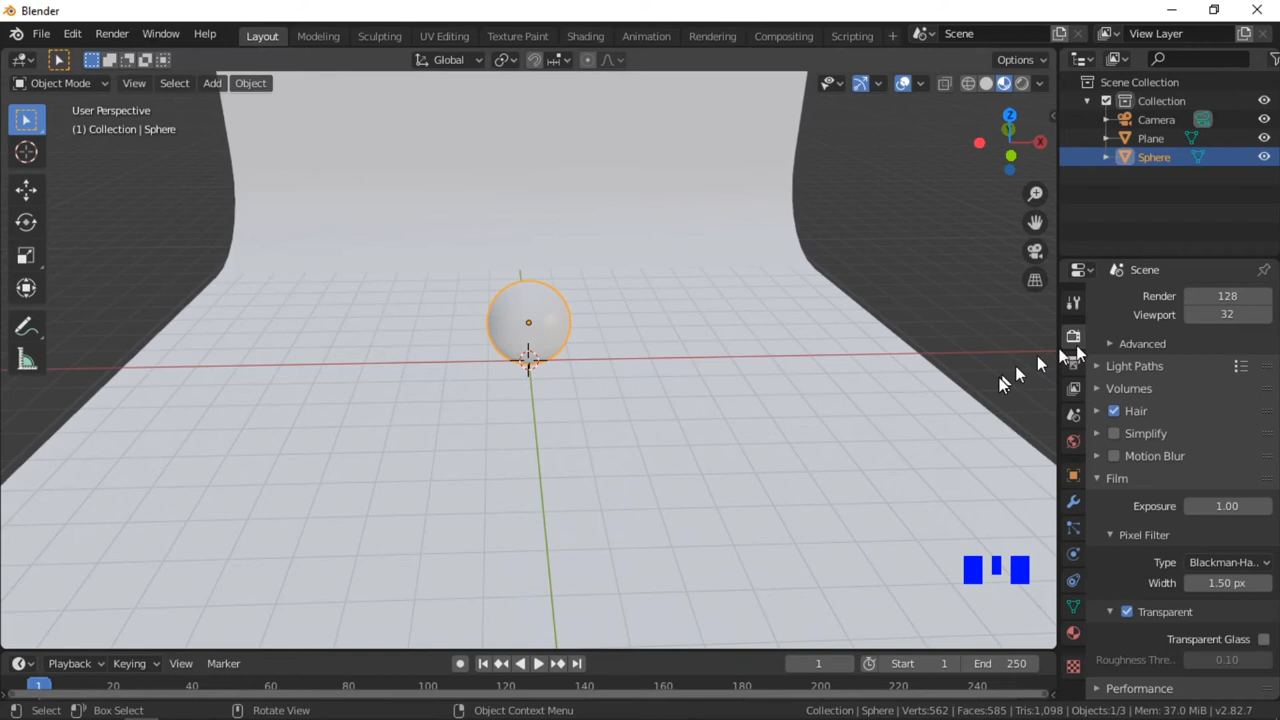 Blender
File Edit Render Window Help Layout Modeling Sculpting UV Editing Texture Paint Shading Animation Rendering Compositing Scripting + Scene View Layer
Global Options
Object Mode View Select Add Object
User Perspective
(1) Collection | Sphere
Z
X
Scene Collection
Collection
Camera
Plane
Sphere
Scene
Render 128
Viewport 32
Advanced
Light Paths
Volumes
Hair
Simplify
Motion Blur
Film
Exposure 1.00
Pixel Filter
Type Blackman-Ha..
Width 1.50 px
Transparent
Transparent Glass
Roughness Thre.. 0.10
Performance
Playback Keying View Marker 1 Start 1 End 250
1 20 40 60 80 100 120 140 160 180 200 220 240
Select Box Select Rotate View Object Context Menu Collection | Sphere | Verts:562 | Faces:585 | Tris:1,098 | Objects:1/3 | Mem: 37.0 MiB | v2.82.7